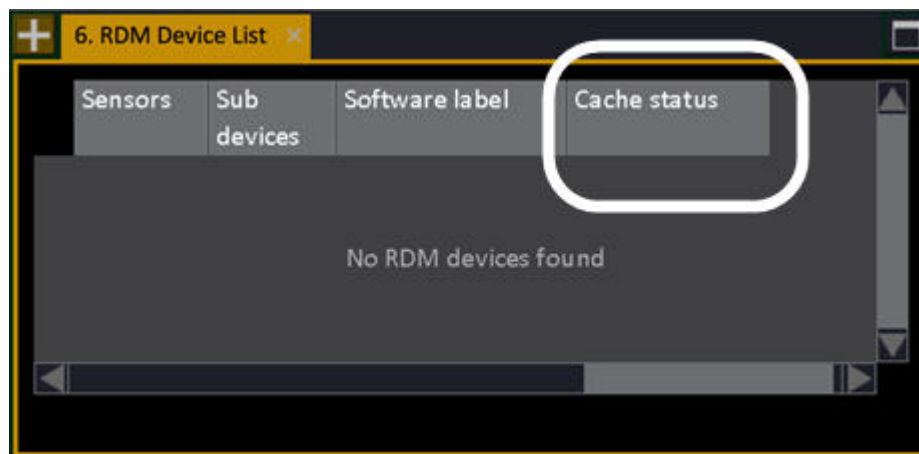 6. RDM Device List
Sensors Sub devices Software label Cache status
No RDM devices found